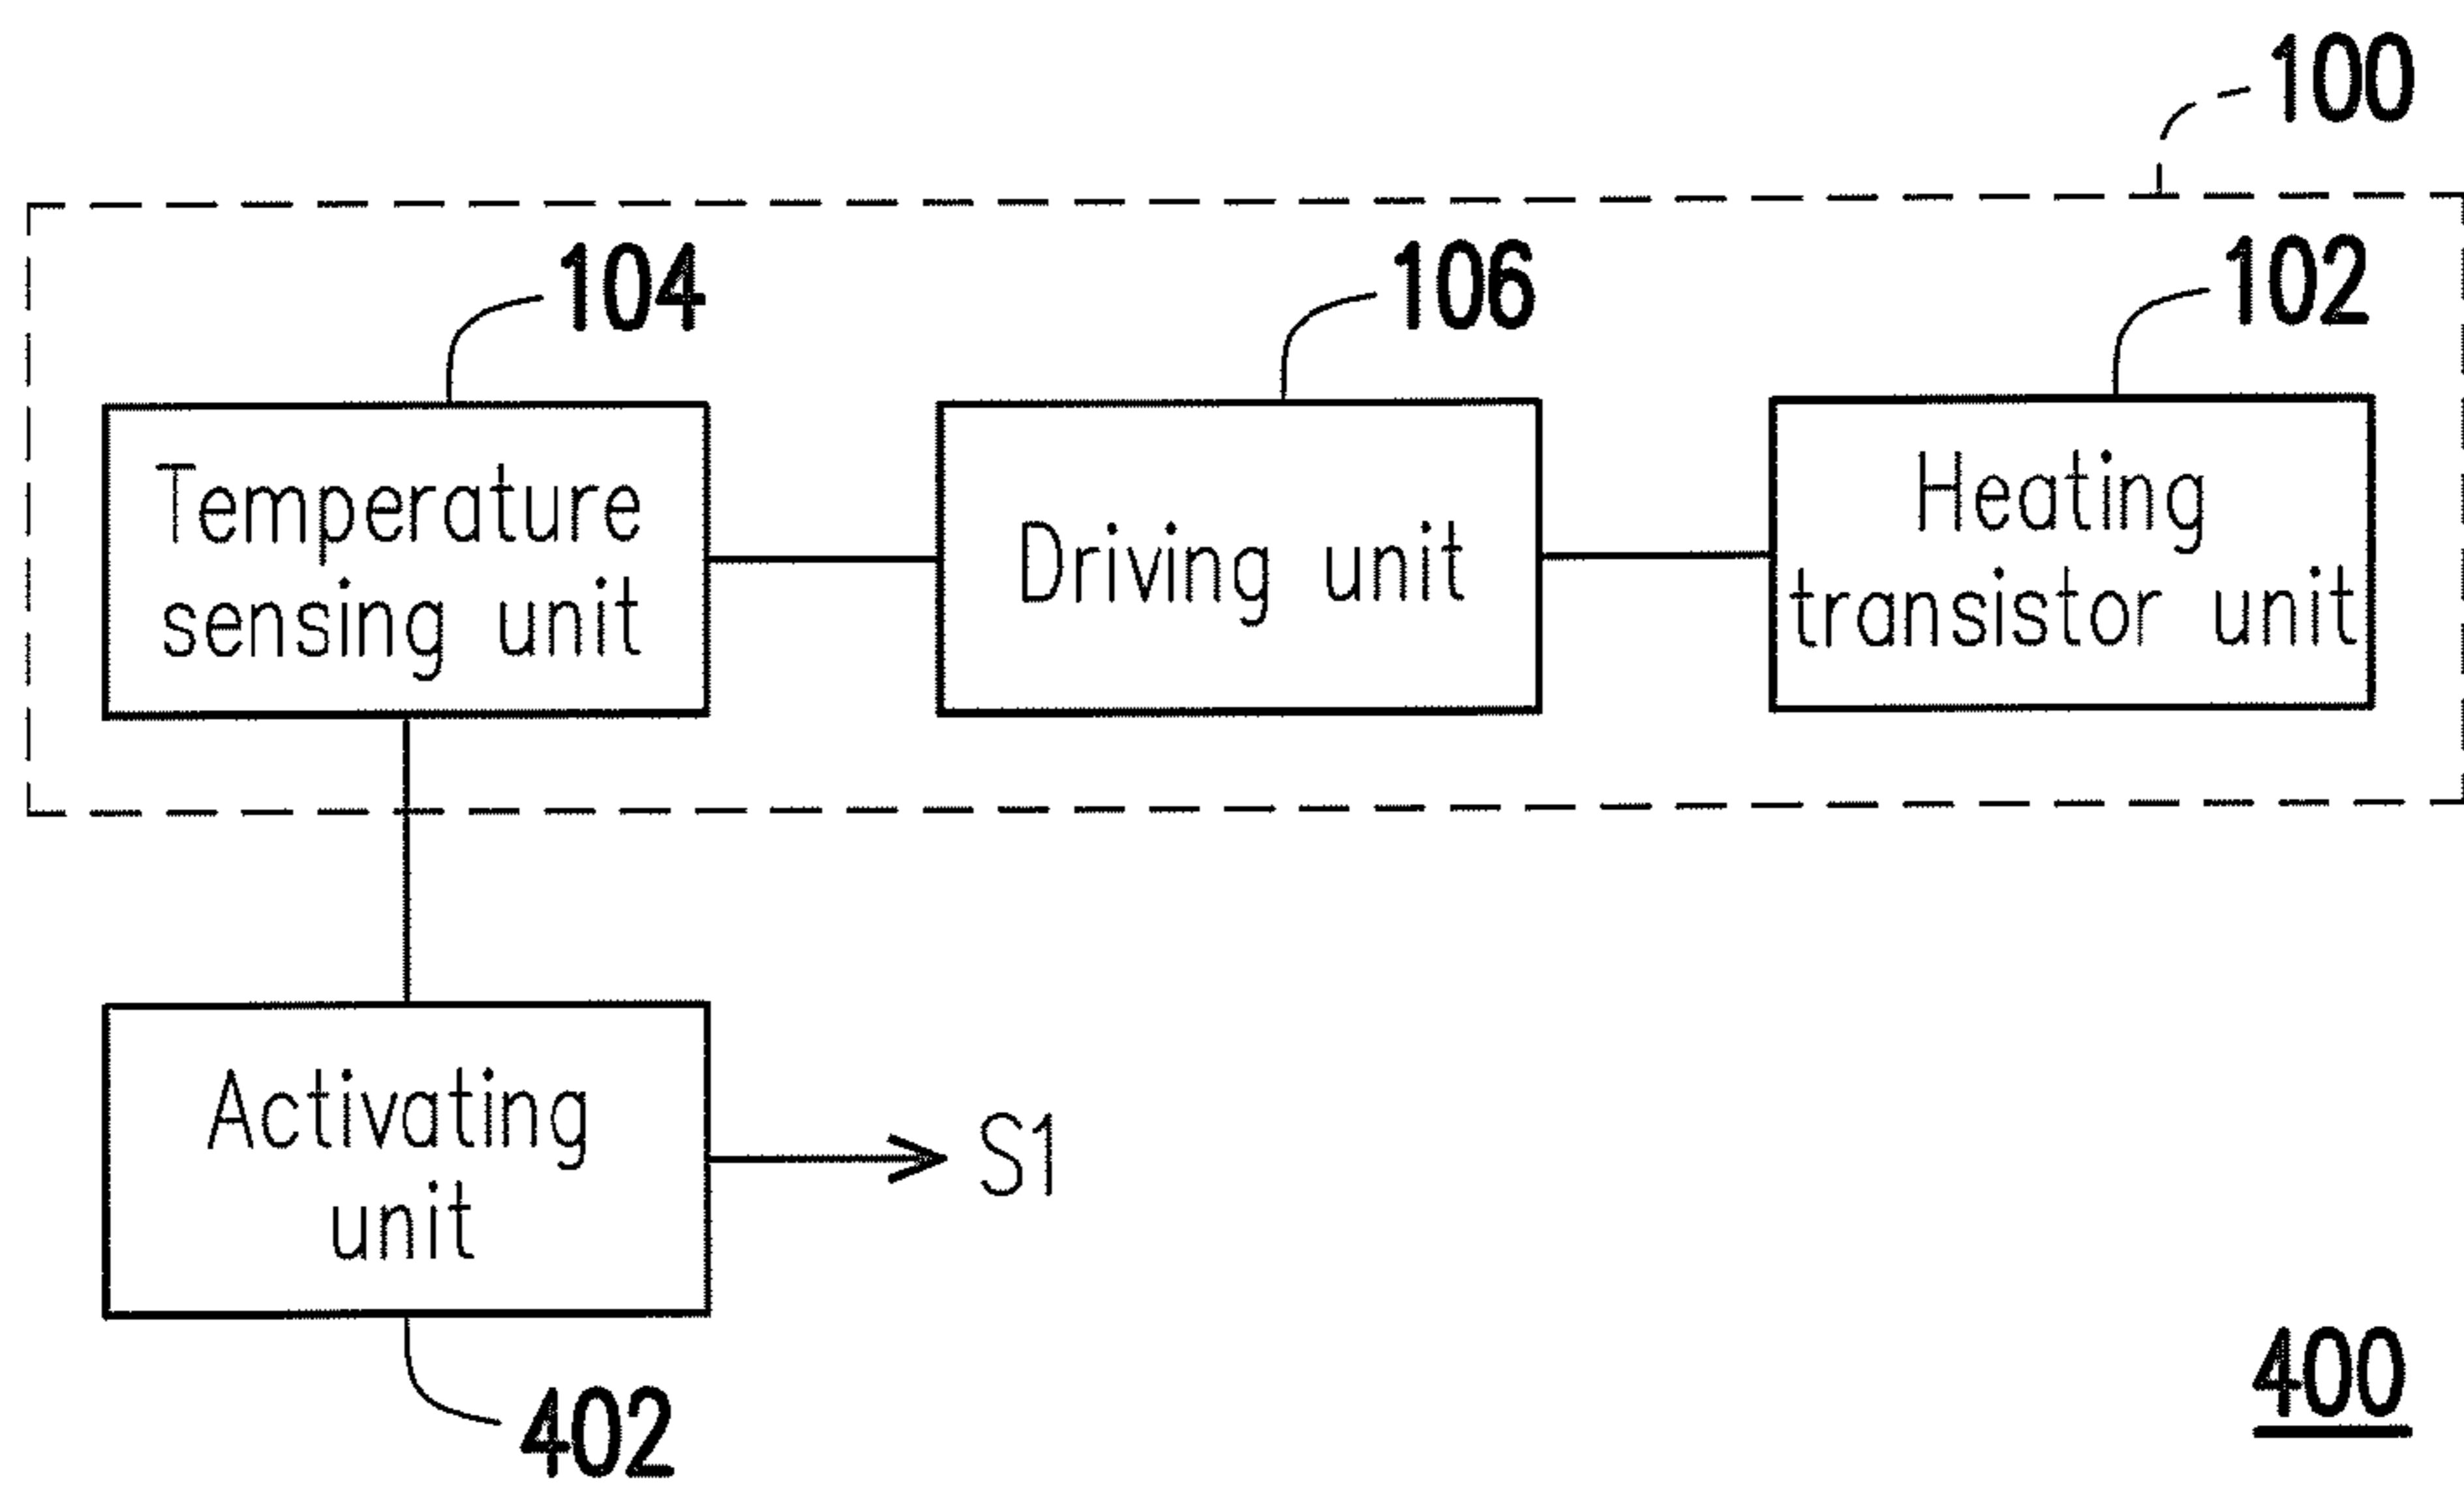 100
104
106
102
Temperature
sensing unit
Driving unit
Heating
transistor unit
Activating
unit
S1
402
400